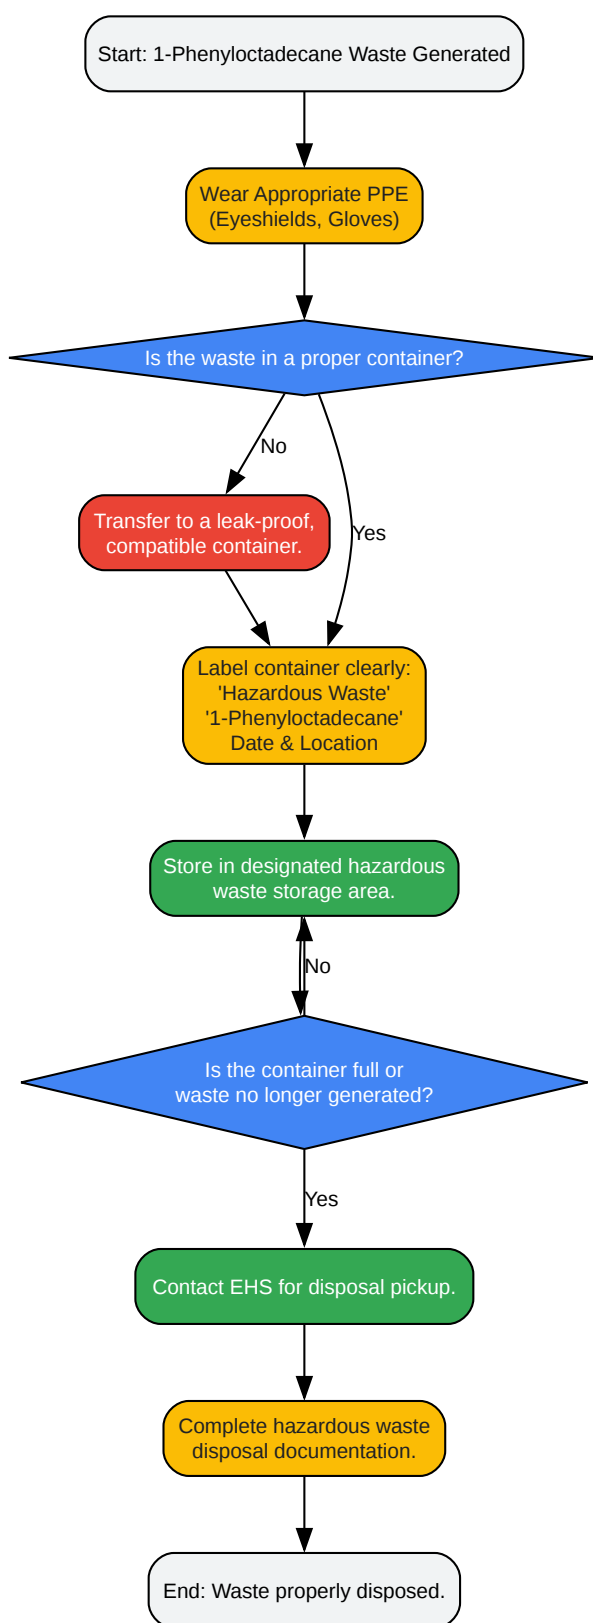 Start: 1-Phenyloctadecane Waste Generated
Wear Appropriate PPE
(Eyeshields, Gloves)
Is the waste in a proper container?
No
Transfer to a leak-proof,
compatible container.
Yes
Label container clearly:
'Hazardous Waste'
'1-Phenyloctadecane'
Date & Location
Store in designated hazardous
waste storage area.
No
Is the container full or
waste no longer generated?
Yes
Contact EHS for disposal pickup.
Complete hazardous waste
disposal documentation.
End: Waste properly disposed.